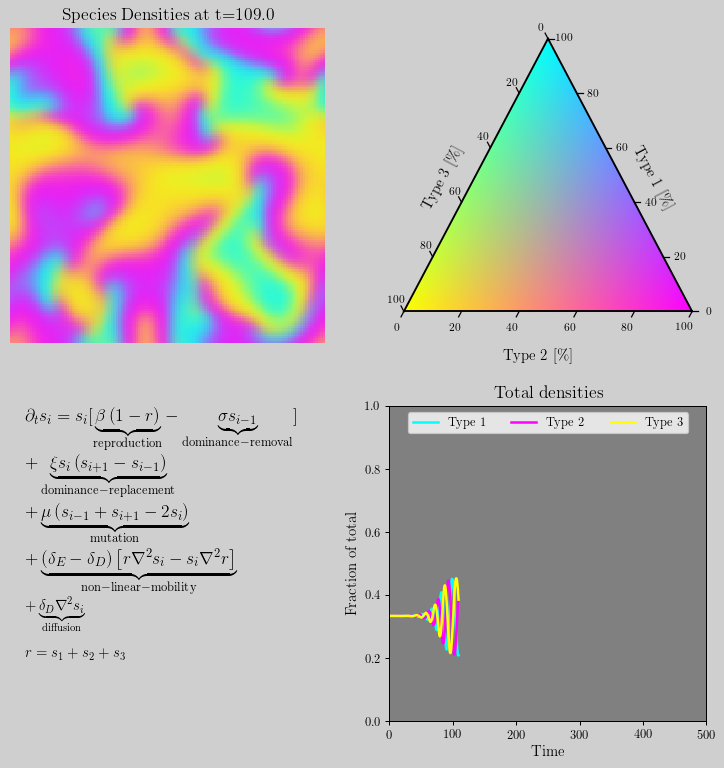 Species Densities at t=109.0
0
100
20
80
40
60
Type 3 [%]
Type 1 [%]
60
40
80
20
100
0
0
20
40
60
80
100
Type 2 [%]
∂ₜsᵢ = sᵢ[β (1 − r) − σsᵢ₋₁ ]
reproduction dominance−removal
+ ξsᵢ (sᵢ₊₁ − sᵢ₋₁)
dominance−replacement
+ μ (sᵢ₋₁ + sᵢ₊₁ − 2sᵢ)
mutation
+ (δ_E − δ_D) [r∇²sᵢ − sᵢ∇²r]
non−linear−mobility
+ δ_D∇²sᵢ
diffusion
r = s₁ + s₂ + s₃
Total densities
Type 1 Type 2 Type 3
1.0
0.8
0.6
0.4
0.2
0.0
Fraction of total
0 100 200 300 400 500
Time